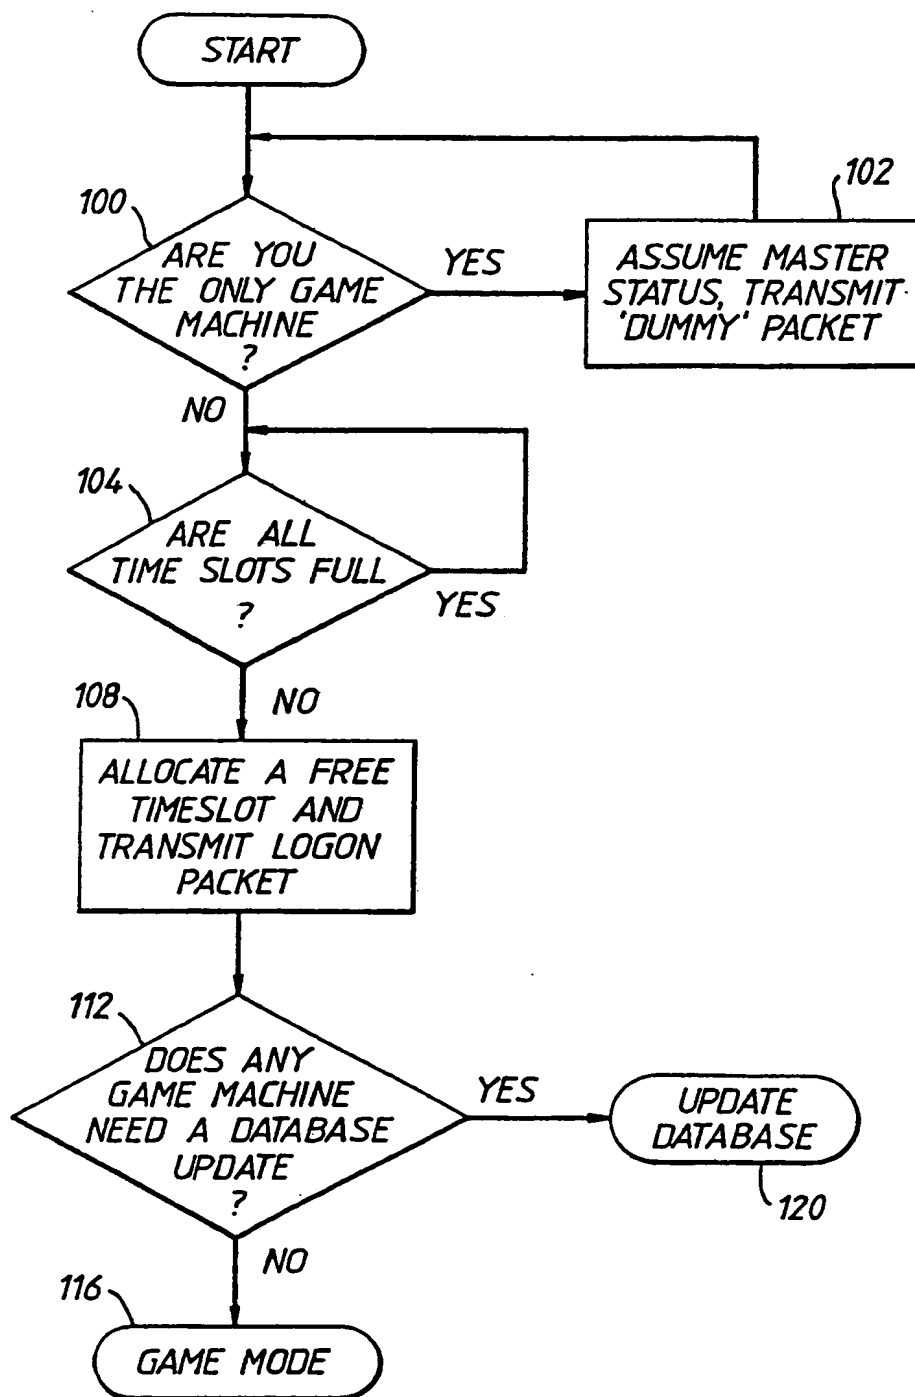 START
100
ARE YOU
THE ONLY GAME
MACHINE
?
YES
102
ASSUME MASTER
STATUS, TRANSMIT
'DUMMY' PACKET
NO
104
ARE ALL
TIME SLOTS FULL
?
YES
NO
108
ALLOCATE A FREE
TIMESLOT AND
TRANSMIT LOGON
PACKET
112
DOES ANY
GAME MACHINE
NEED A DATABASE
UPDATE
?
YES
UPDATE
DATABASE
120
NO
116
GAME MODE